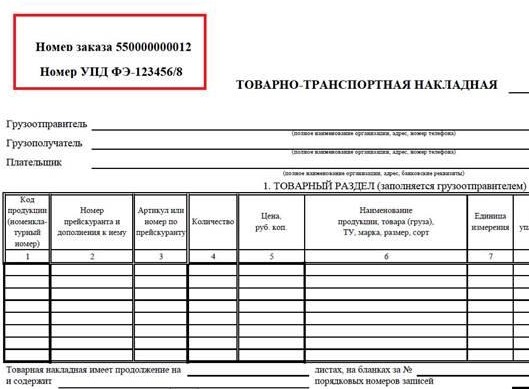 Номер заказа 550000000012
Номер УПД ФЭ-123456/8
ТОВАРНО-ТРАНСПОРТНАЯ НАКЛАДНАЯ
Грузоотправитель
(полное наименование организации, адрес, номер телефона)
Грузополучатель
(полное наименование организации, адрес, номер телефона)
Плательщик
(полное наименование организации, адрес, банковские реквизиты)
1. ТОВАРНЫЙ РАЗДЕЛ (заполняется грузоотправителем)
Код
продукции
(номенкла-
турный
номер)
Номер
прейскуранта и
дополнения к нему
Артикул или
номер по
прейскуранту
Количество
Цена,
руб. коп.
Наименование
продукции, товара (груза),
ТУ, марка, размер, сорт
Единица
измерения
1 2 3 4 5 6 7
Товарная накладная имеет продолжение на листах, на бланках за №
и содержит порядковых номеров записей